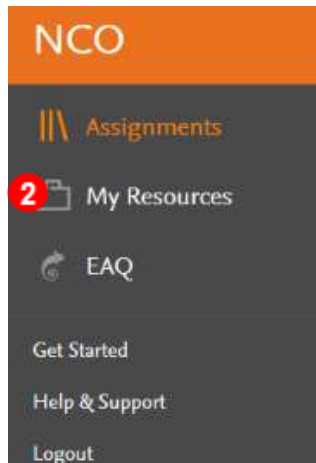 NCO
Assignments
2 My Resources
EAQ
Get Started
Help & Support
Logout